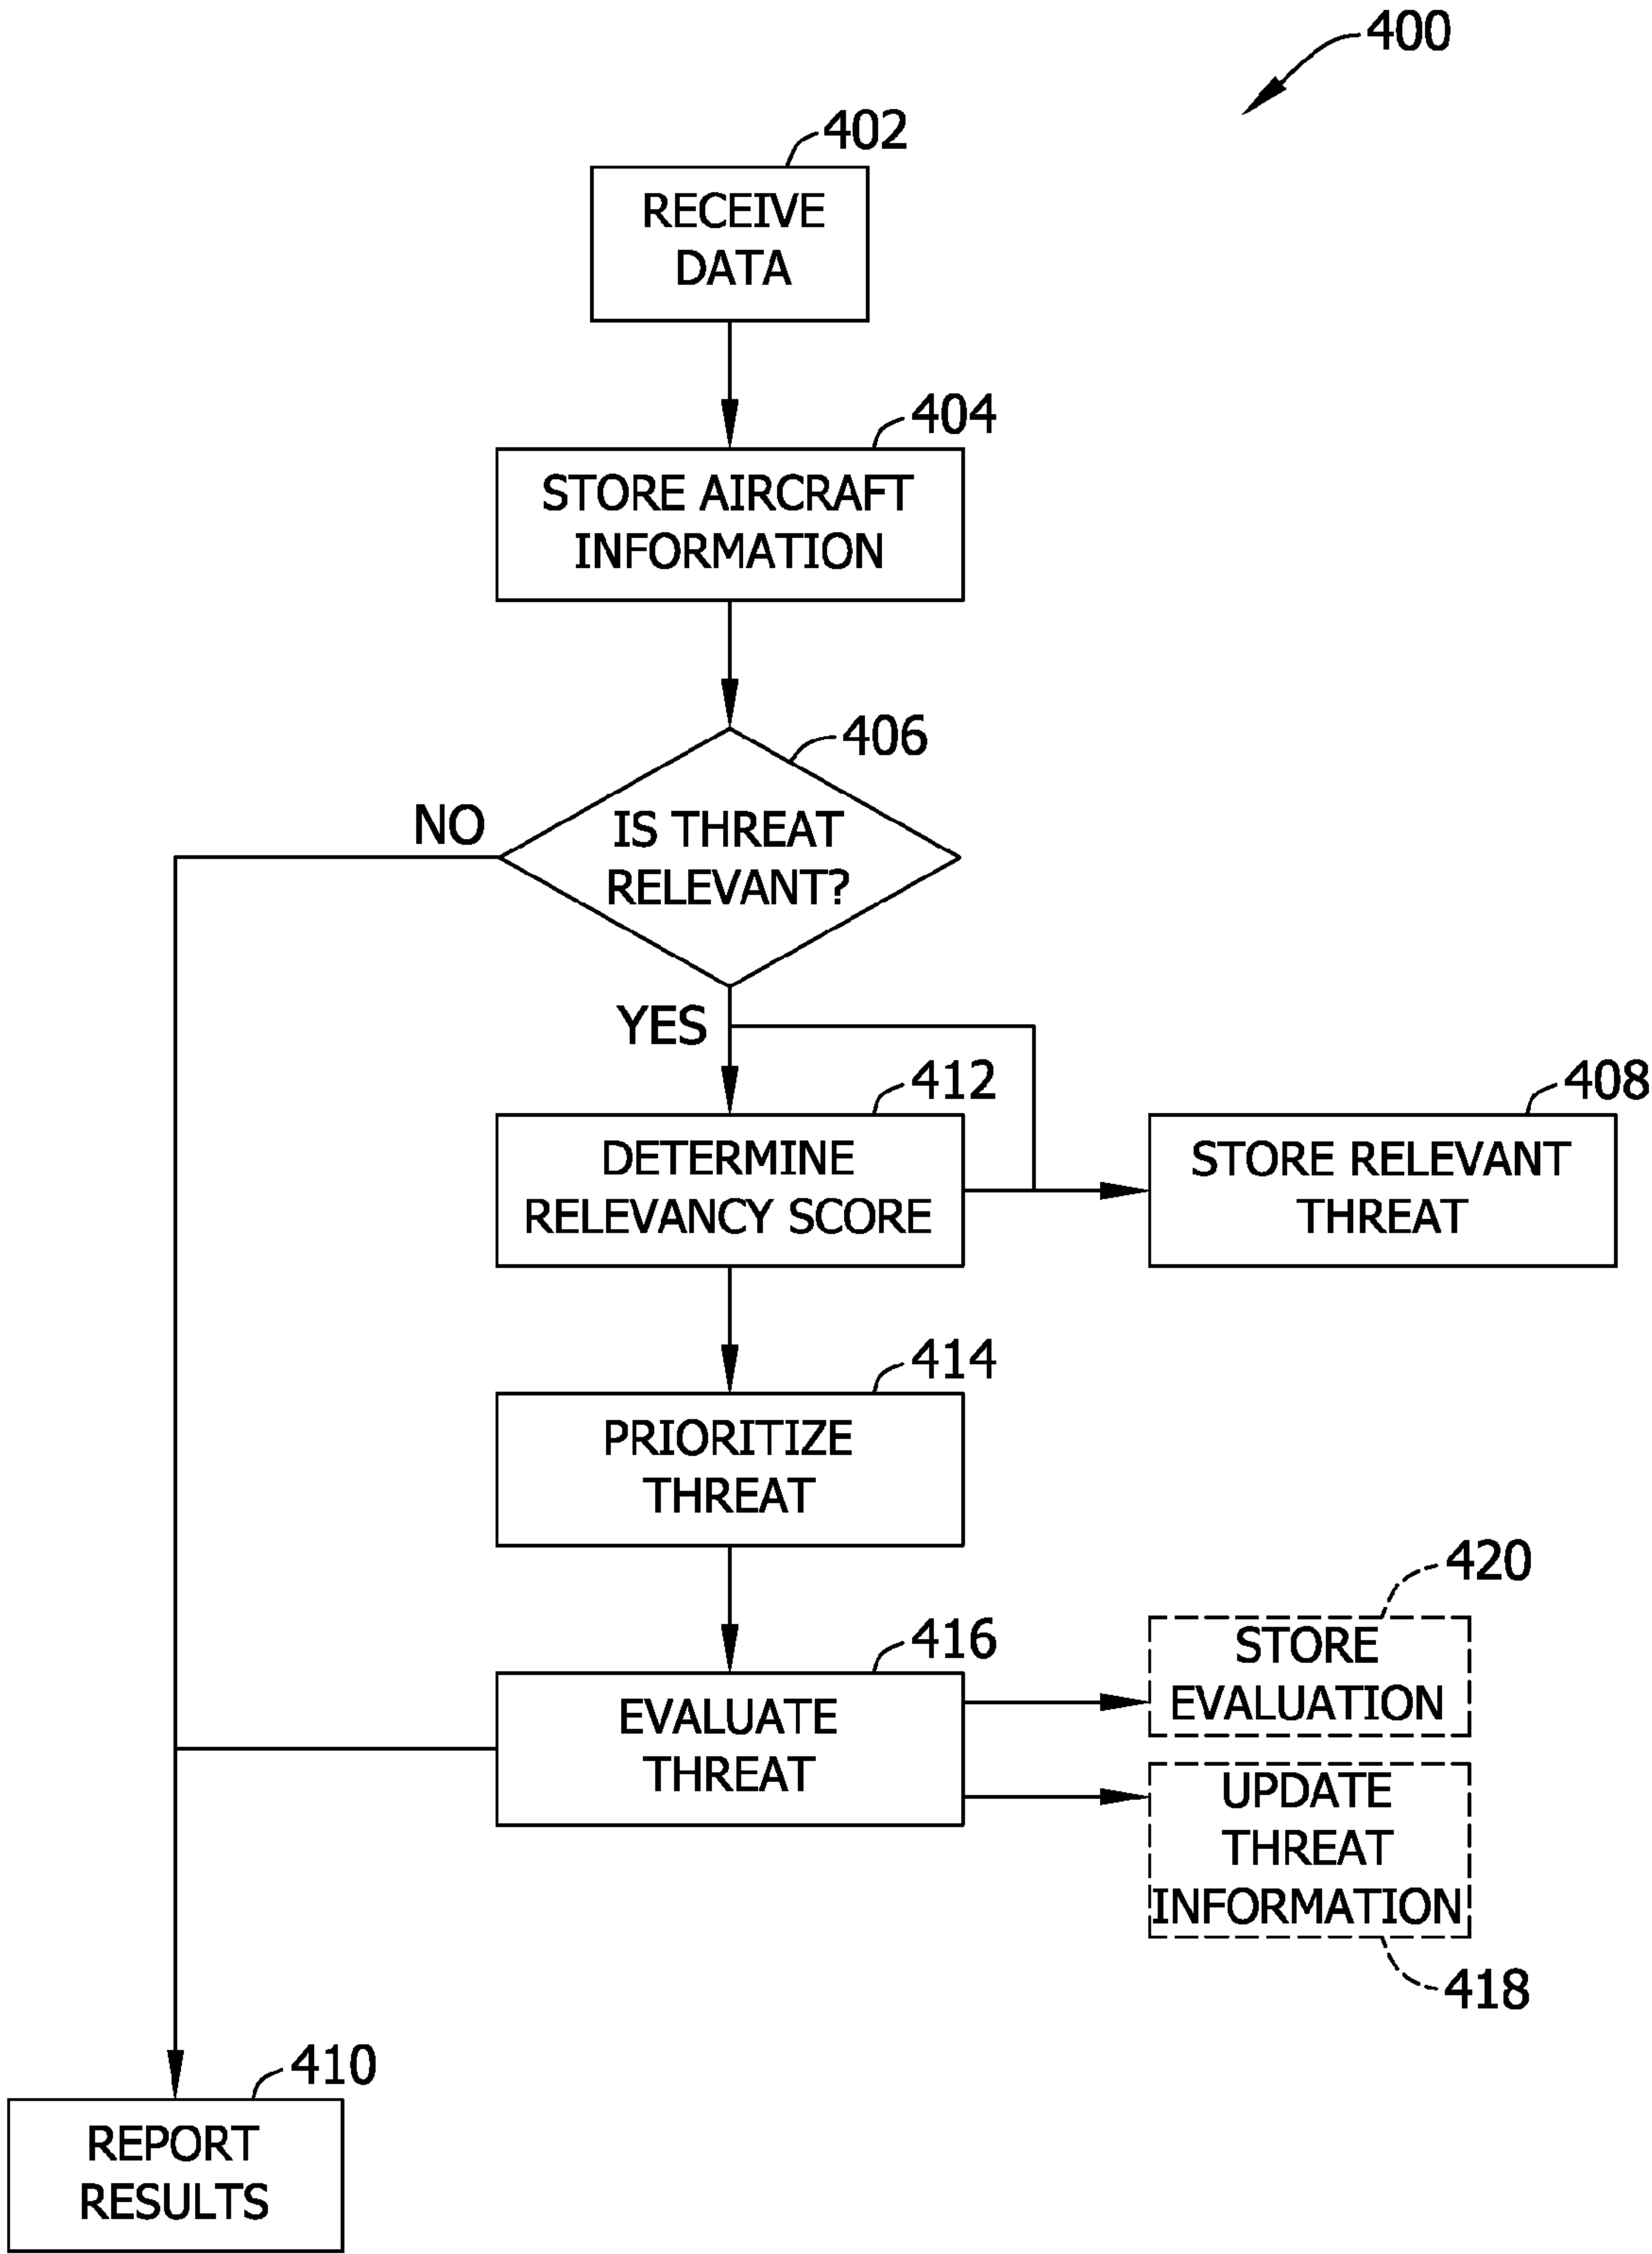 400
402
RECEIVE
DATA
404
STORE AIRCRAFT
INFORMATION
406
IS THREAT
RELEVANT?
NO
YES
412
DETERMINE
RELEVANCY SCORE
408
STORE RELEVANT
THREAT
414
PRIORITIZE
THREAT
416
EVALUATE
THREAT
420
STORE
EVALUATION
UPDATE
THREAT
INFORMATION
418
410
REPORT
RESULTS